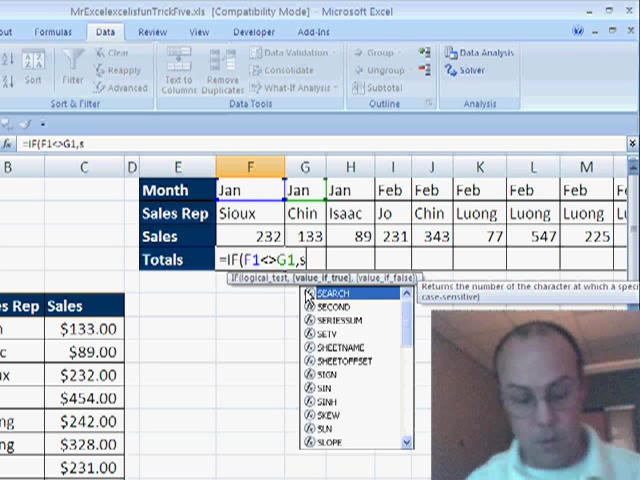 MrExcelexcelisfunTrickFive.xls [Compatibility Mode] - Microsoft Excel
out Formulas Data Review View Developer Add-Ins
Sort Filter Clear Reapply Advanced
Text to Columns Remove Duplicates Data Validation Consolidate What-If Analysis
Group Ungroup Subtotal
Data Analysis Solver
Sort & Filter Data Tools Outline Analysis
=IF(F1<>G1,s
B C D E F G H I J K L M
Month Jan Jan Jan Feb Feb Feb Feb Feb F
Sales Rep Sioux Chin Isaac Jo Chin Luong Luong Luong Lu
Sales 232 133 89 231 343 77 547 225
Totals =IF(F1<>G1,s
IF(logical_test, [value_if_true], [value_if_false])
SEARCH
Returns the number of the character at which a speci
case-sensitive)
SECOND
SERIESSUM
SETV
SHEETNAME
SHEETOFFSET
SIGN
SIN
SINH
SKEW
SLN
SLOPE
es Rep Sales
n $133.00
c $89.00
ux $232.00
$454.00
ng $242.00
ng $328.00
$231.00